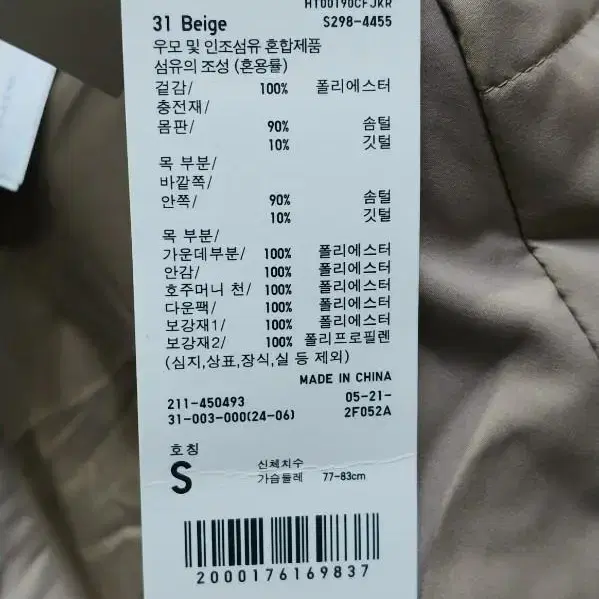 HT00190CFJKR
31 Beige S298-4455
우모 및 인조섬유 혼합제품
섬유의 조성 (혼용률)
겉감/ 100% 폴리에스터
충전재/
몸판/ 90% 솜털
10% 깃털
목 부분/
바깥쪽/
안쪽/ 90% 솜털
10% 깃털
목 부분/
가운데부분/ 100% 폴리에스터
안감/ 100% 폴리에스터
호주머니 천/ 100% 폴리에스터
다운팩/ 100% 폴리에스터
보강재1/ 100% 폴리에스터
보강재2/ 100% 폴리프로필렌
(심지,상표,장식,실 등 제외)
MADE IN CHINA
211-450493 05-21-
31-003-000(24-06) 2F052A
호칭
S 신체치수
가슴둘레 77-83cm
2000176169837